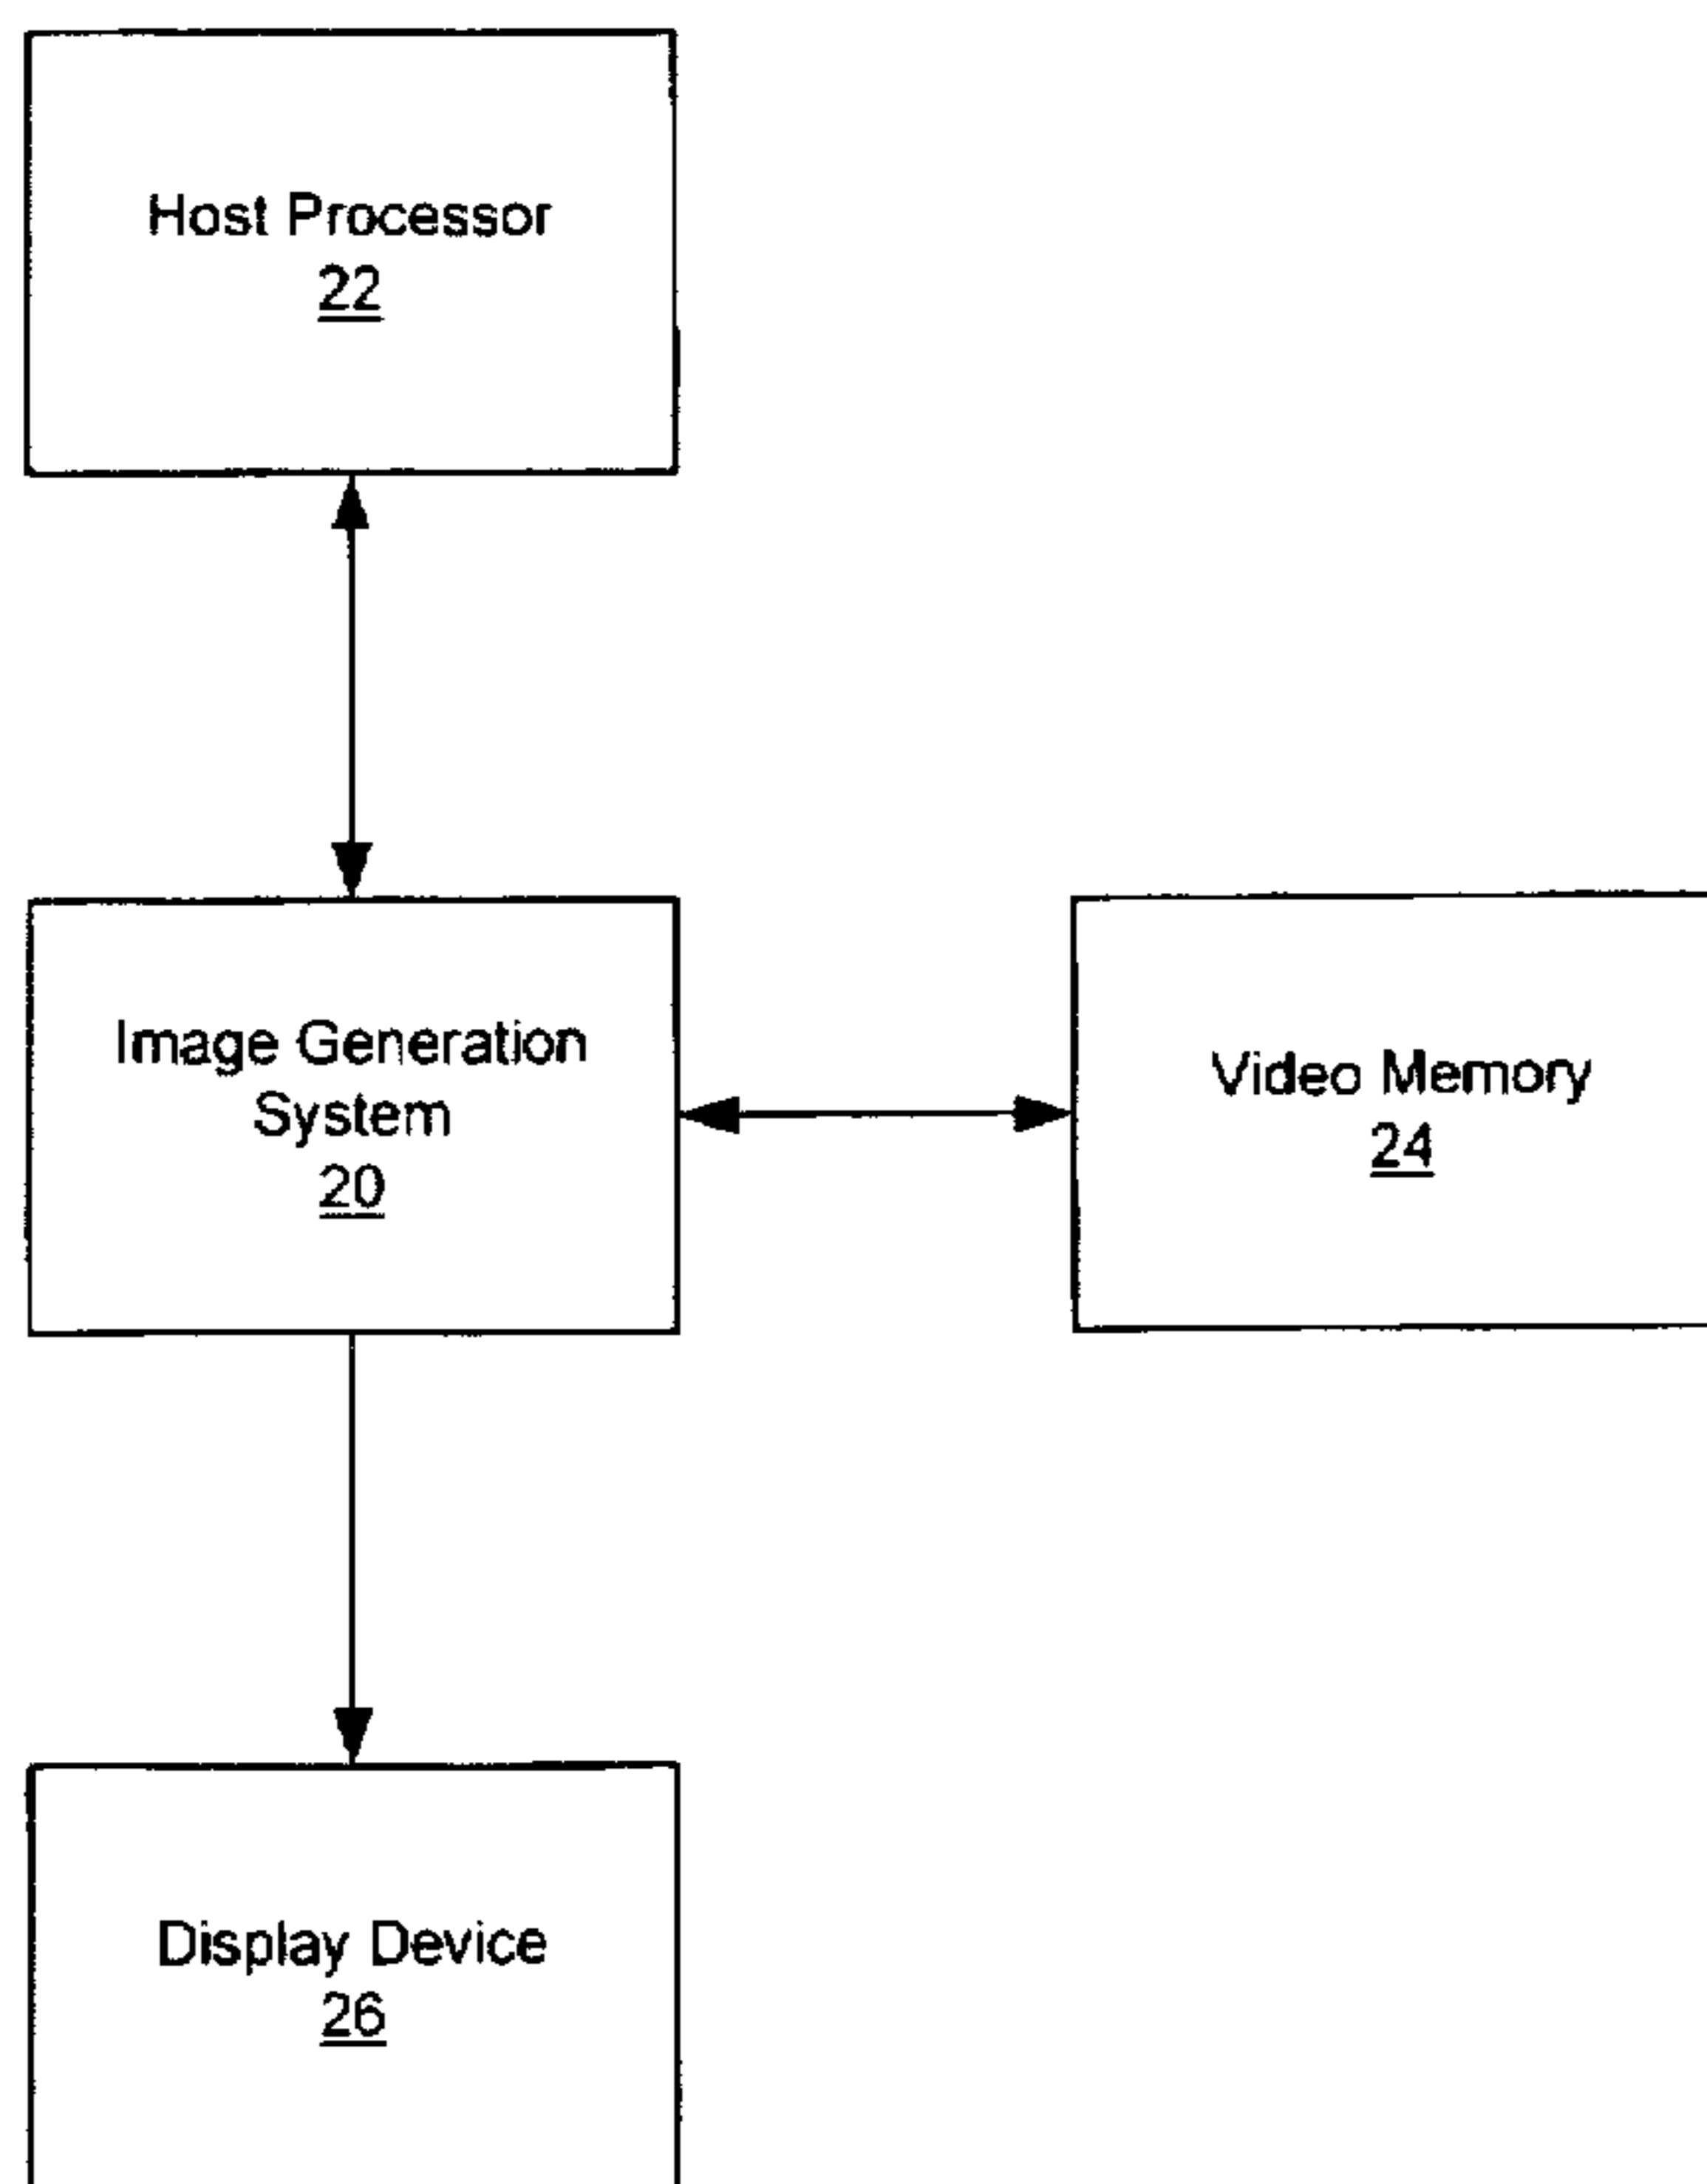 Host Processor
22
Image Generation
System
20
Video Memory
24
Display Device
26